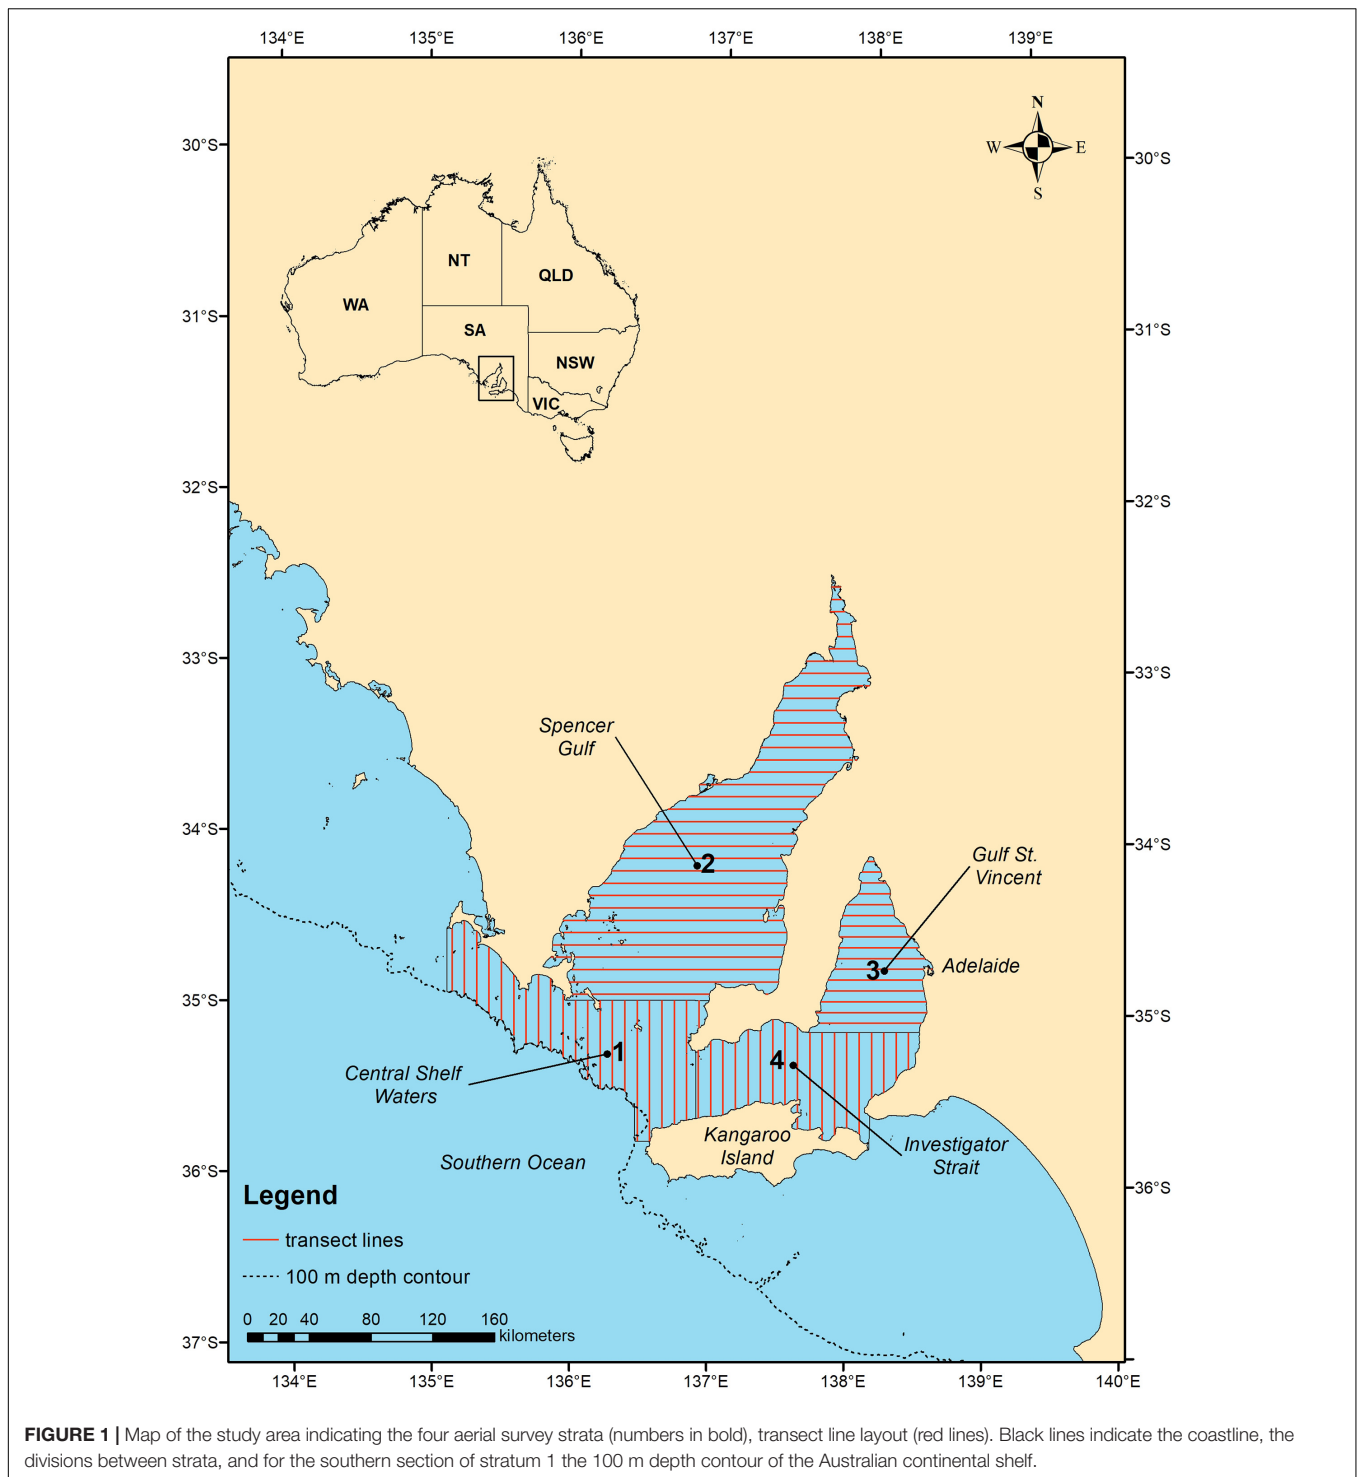 134°E 135°E 136°E 137°E 138°E 139°E
N
W E
S
30°S 30°S
NT
QLD
WA
31°S 31°S
SA
NSW
VIC
32°S 32°S
33°S 33°S
Spencer
Gulf
34°S 34°S
2
Gulf St.
Vincent
3
Adelaide
35°S 35°S
1
4
Central Shelf
Waters
Kangaroo
Island
Investigator
Strait
Southern Ocean
36°S 36°S
Legend
transect lines
100 m depth contour
0 20 40 80 120 160
kilometers
37°S
134°E 135°E 136°E 137°E 138°E 139°E 140°E
FIGURE 1 | Map of the study area indicating the four aerial survey strata (numbers in bold), transect line layout (red lines). Black lines indicate the coastline, the
divisions between strata, and for the southern section of stratum 1 the 100 m depth contour of the Australian continental shelf.